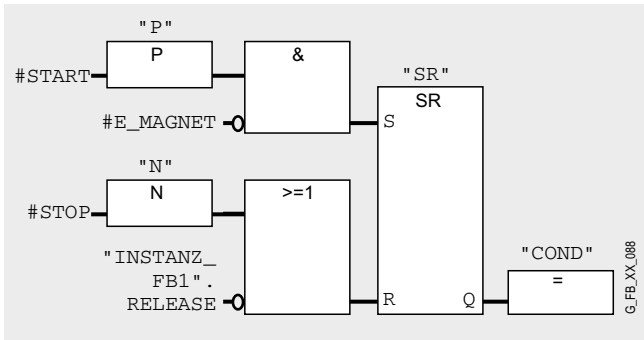 "P"
P
#START
&
#E_MAGNET
"SR"
SR
S
"N"
N
#STOP
>=1
"INSTANZ_
FB1".
RELEASE
R
Q
"COND"
=
G_FB_XX_088